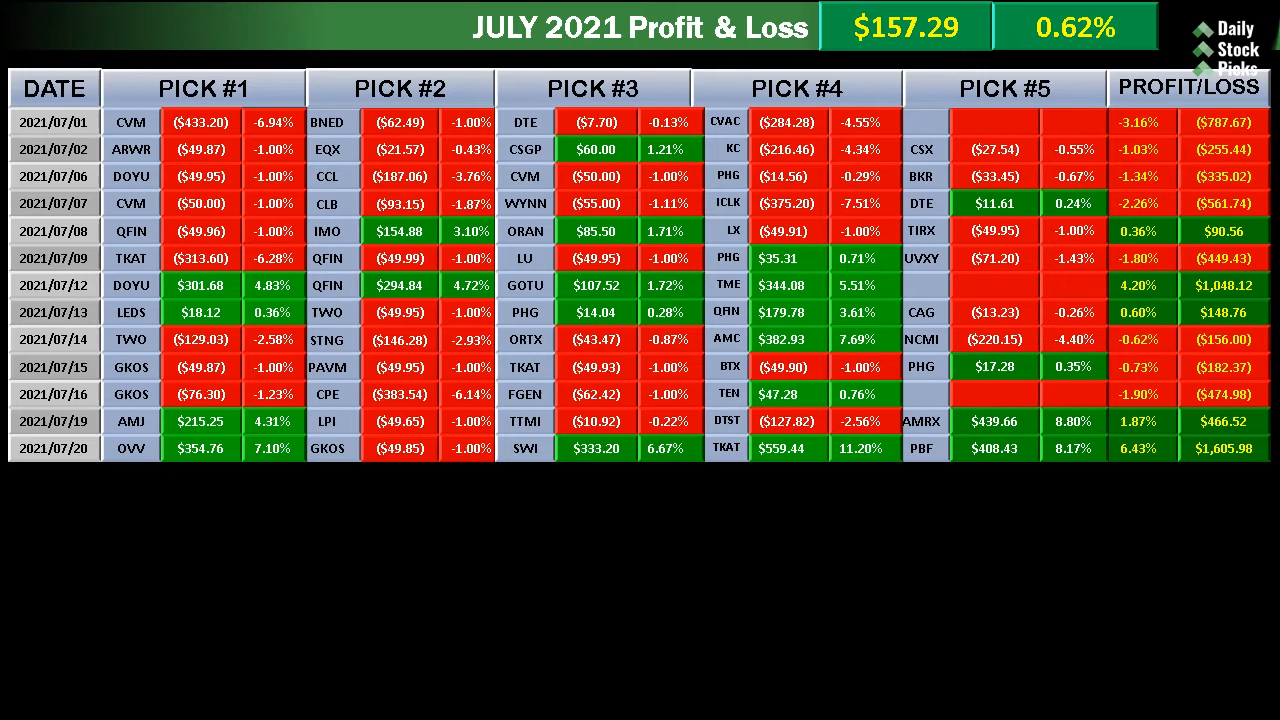 JULY 2021 Profit & Loss $157.29 0.62%
Daily
Stock
Picks
DATE PICK #1 PICK #2 PICK #3 PICK #4 PICK #5 PROFIT/LOSS
2021/07/01 CVM ($433.20) -6.94% BNED ($62.49) -1.00% DTE ($7.70) -0.13% CVAC ($284.28) -4.55% -3.16% ($787.67)
2021/07/02 ARWR ($49.87) -1.00% EQX ($21.57) -0.43% CSGP $60.00 1.21% KC ($216.46) -4.34% CSX ($27.54) -0.55% -1.03% ($255.44)
2021/07/06 DOYU ($49.95) -1.00% CCL ($187.06) -3.76% CVM ($50.00) -1.00% PHG ($14.56) -0.29% BKR ($33.45) -0.67% -1.34% ($335.02)
2021/07/07 CVM ($50.00) -1.00% CLB ($93.15) -1.87% WYNN ($55.00) -1.11% ICLK ($375.20) -7.51% DTE $11.61 0.24% -2.26% ($561.74)
2021/07/08 QFIN ($49.96) -1.00% IMO $154.88 3.10% ORAN $85.50 1.71% LX ($49.91) -1.00% TIRX ($49.95) -1.00% 0.36% $90.56
2021/07/09 TKAT ($313.60) -6.28% QFIN ($49.99) -1.00% LU ($49.95) -1.00% PHG $35.31 0.71% UVXY ($71.20) -1.43% -1.80% ($449.43)
2021/07/12 DOYU $301.68 4.83% QFIN $294.84 4.72% GOTU $107.52 1.72% TME $344.08 5.51% 4.20% $1,048.12
2021/07/13 LEDS $18.12 0.36% TWO ($49.95) -1.00% PHG $14.04 0.28% QFIN $179.78 3.61% CAG ($13.23) -0.26% 0.60% $148.76
2021/07/14 TWO ($129.03) -2.58% STNG ($146.28) -2.93% ORTX ($43.47) -0.87% AMC $382.93 7.69% NCMI ($220.15) -4.40% -0.62% ($156.00)
2021/07/15 GKOS ($49.87) -1.00% PAVM ($49.95) -1.00% TKAT ($49.93) -1.00% BTX ($49.90) -1.00% PHG $17.28 0.35% -0.73% ($182.37)
2021/07/16 GKOS ($76.30) -1.23% CPE ($383.54) -6.14% FGEN ($62.42) -1.00% TEN $47.28 0.76% -1.90% ($474.98)
2021/07/19 AMJ $215.25 4.31% LPI ($49.65) -1.00% TTMI ($10.92) -0.22% DTST ($127.82) -2.56% AMRX $439.66 8.80% 1.87% $466.52
2021/07/20 OVV $354.76 7.10% GKOS ($49.85) -1.00% SWI $333.20 6.67% TKAT $559.44 11.20% PBF $408.43 8.17% 6.43% $1,605.98